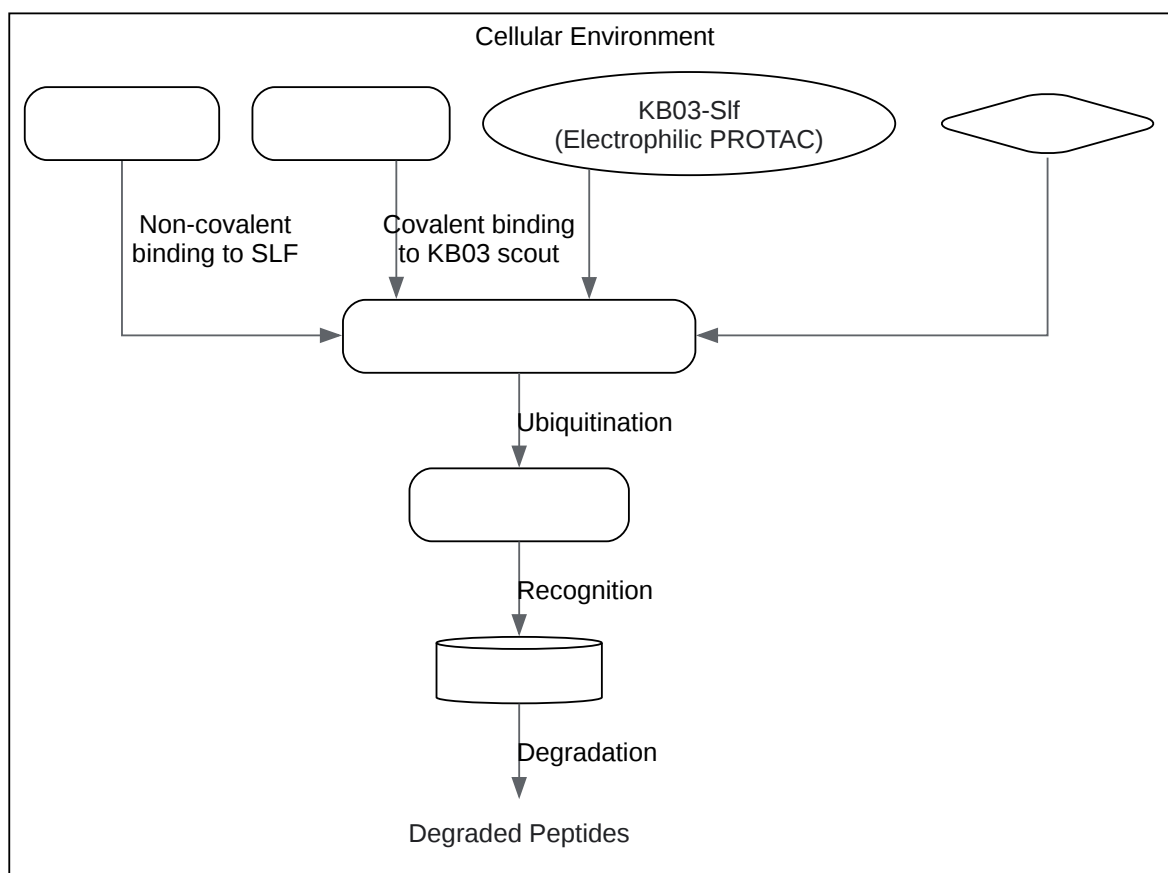 Cellular Environment
KB03-Slf
(Electrophilic PROTAC)
Non-covalent
binding to SLF
Covalent binding
to KB03 scout
Ubiquitination
Recognition
Degradation
Degraded Peptides